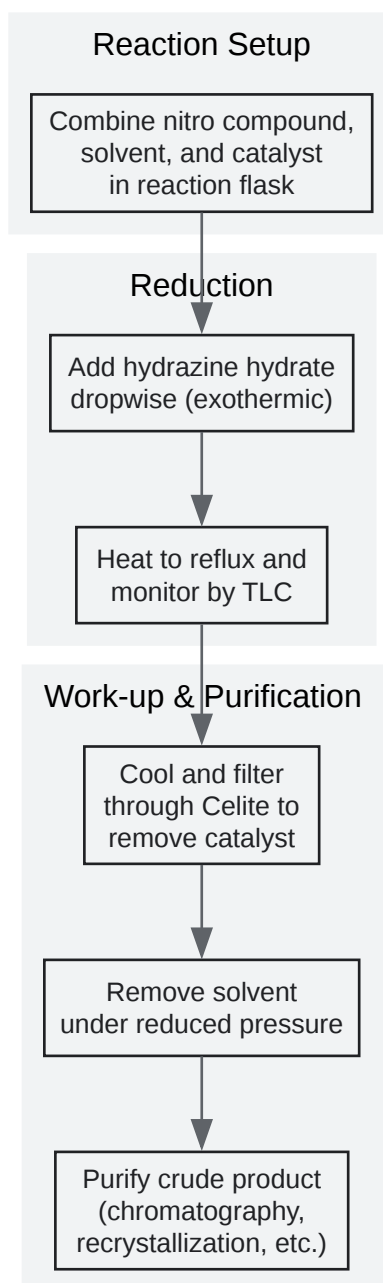 Reaction Setup
Combine nitro compound,
solvent, and catalyst
in reaction flask
Reduction
Add hydrazine hydrate
dropwise (exothermic)
Heat to reflux and
monitor by TLC
Work-up & Purification
Cool and filter
through Celite to
remove catalyst
Remove solvent
under reduced pressure
Purify crude product
(chromatography,
recrystallization, etc.)